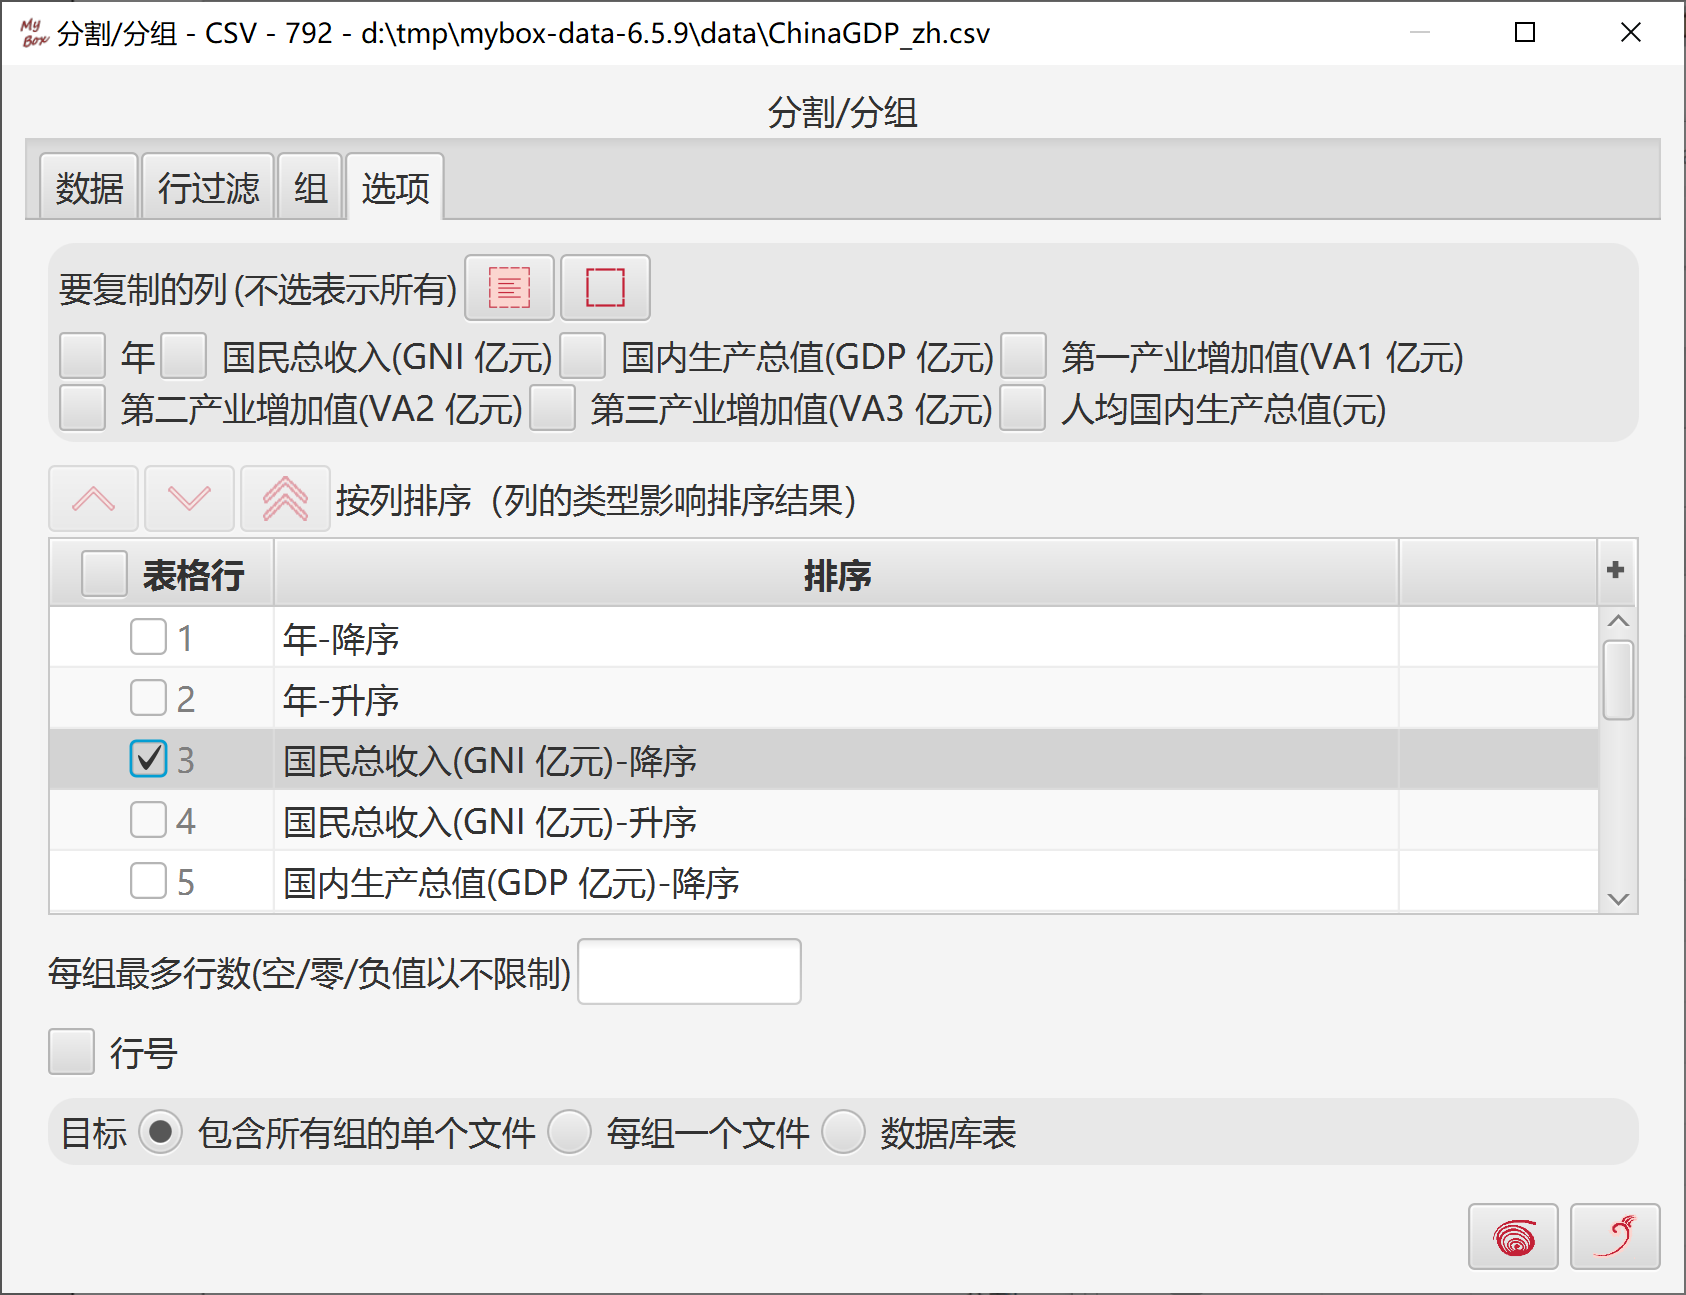 My Box 分割/分组 - CSV - 792 - d:\tmp\mybox-data-6.5.9\data\ChinaGDP_zh.csv
分割/分组
数据 行过滤 组 选项
要复制的列(不选表示所有)
年 国民总收入(GNI 亿元) 国内生产总值(GDP 亿元) 第一产业增加值(VA1 亿元)
第二产业增加值(VA2 亿元) 第三产业增加值(VA3 亿元) 人均国内生产总值(元)
按列排序（列的类型影响排序结果）
表格行 排序 +
1 年-降序
2 年-升序
3 国民总收入(GNI 亿元)-降序
4 国民总收入(GNI 亿元)-升序
5 国内生产总值(GDP 亿元)-降序
每组最多行数(空/零/负值以不限制)
行号
目标 包含所有组的单个文件 每组一个文件 数据库表